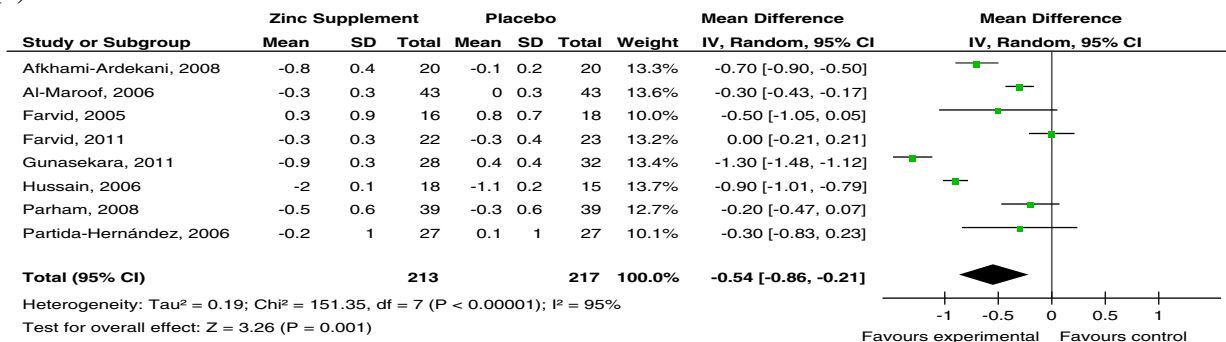 Zinc Supplement Placebo Mean Difference Mean Difference
Study or Subgroup Mean SD Total Mean SD Total Weight IV, Random, 95% CI IV, Random, 95% CI
Afkhami-Ardekani, 2008 -0.8 0.4 20 -0.1 0.2 20 13.3% -0.70 [-0.90, -0.50]
Al-Maroof, 2006 -0.3 0.3 43 0 0.3 43 13.6% -0.30 [-0.43, -0.17]
Farvid, 2005 0.3 0.9 16 0.8 0.7 18 10.0% -0.50 [-1.05, 0.05]
Farvid, 2011 -0.3 0.3 22 -0.3 0.4 23 13.2% 0.00 [-0.21, 0.21]
Gunasekara, 2011 -0.9 0.3 28 0.4 0.4 32 13.4% -1.30 [-1.48, -1.12]
Hussain, 2006 -2 0.1 18 -1.1 0.2 15 13.7% -0.90 [-1.01, -0.79]
Parham, 2008 -0.5 0.6 39 -0.3 0.6 39 12.7% -0.20 [-0.47, 0.07]
Partida-Hernández, 2006 -0.2 1 27 0.1 1 27 10.1% -0.30 [-0.83, 0.23]
Total (95% CI) 213 217 100.0% -0.54 [-0.86, -0.21]
Heterogeneity: Tau² = 0.19; Chi² = 151.35, df = 7 (P < 0.00001); I² = 95%
Test for overall effect: Z = 3.26 (P = 0.001)
-1 -0.5 0 0.5 1
Favours experimental Favours control